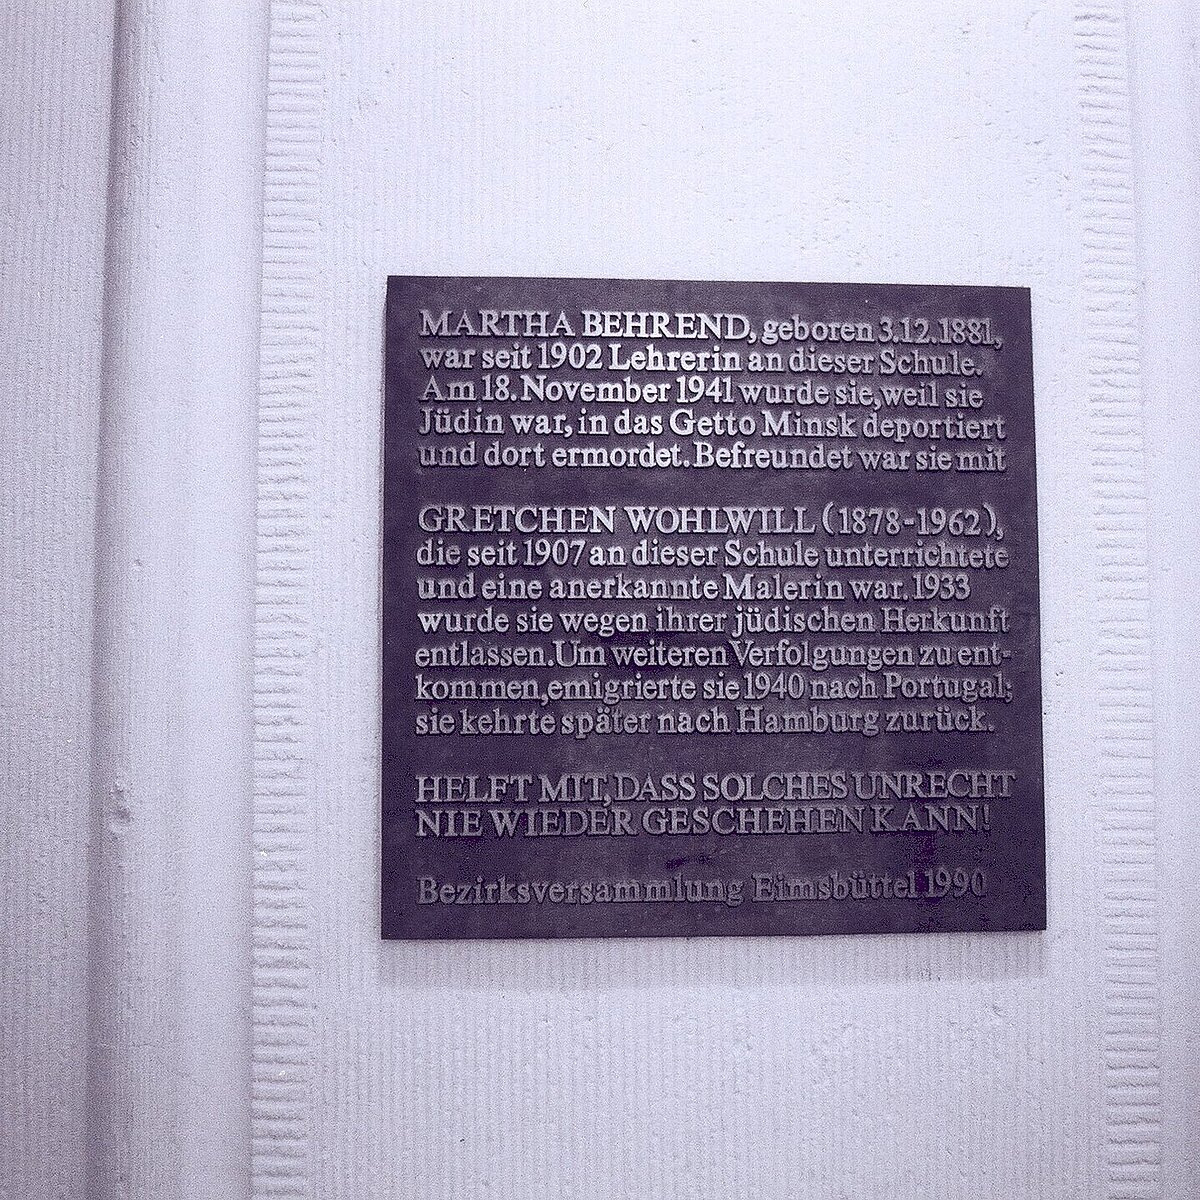 MARTHA BEHREND, geboren 3.12.1881,
war seit 1902 Lehrerin an dieser Schule.
Am 18. November 1941 wurde sie, weil sie
Jüdin war, in das Getto Minsk deportiert
und dort ermordet. Befreundet war sie mit
GRETCHEN WOHLWILL (1878-1962),
die seit 1907 an dieser Schule unterrichtete
und eine anerkannte Malerin war. 1933
wurde sie wegen ihrer jüdischen Herkunft
entlassen. Um weiteren Verfolgungen zu ent-
kommen, emigrierte sie 1940 nach Portugal;
sie kehrte später nach Hamburg zurück.
HELFT MIT, DASS SOLCHES UNRECHT
NIE WIEDER GESCHEHEN KANN!
Bezirksversammlung Eimsbüttel 1990